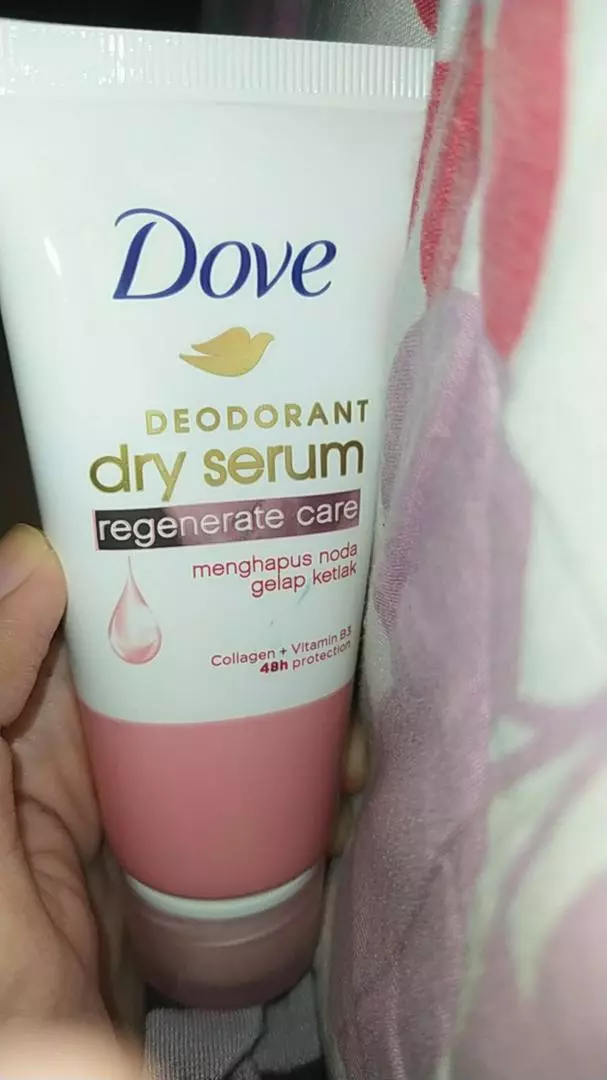 Dove
DEODORANT
dry serum
regenerate care
menghapus noda
gelap ketiak
Collagen + Vitamin B3
48h protection